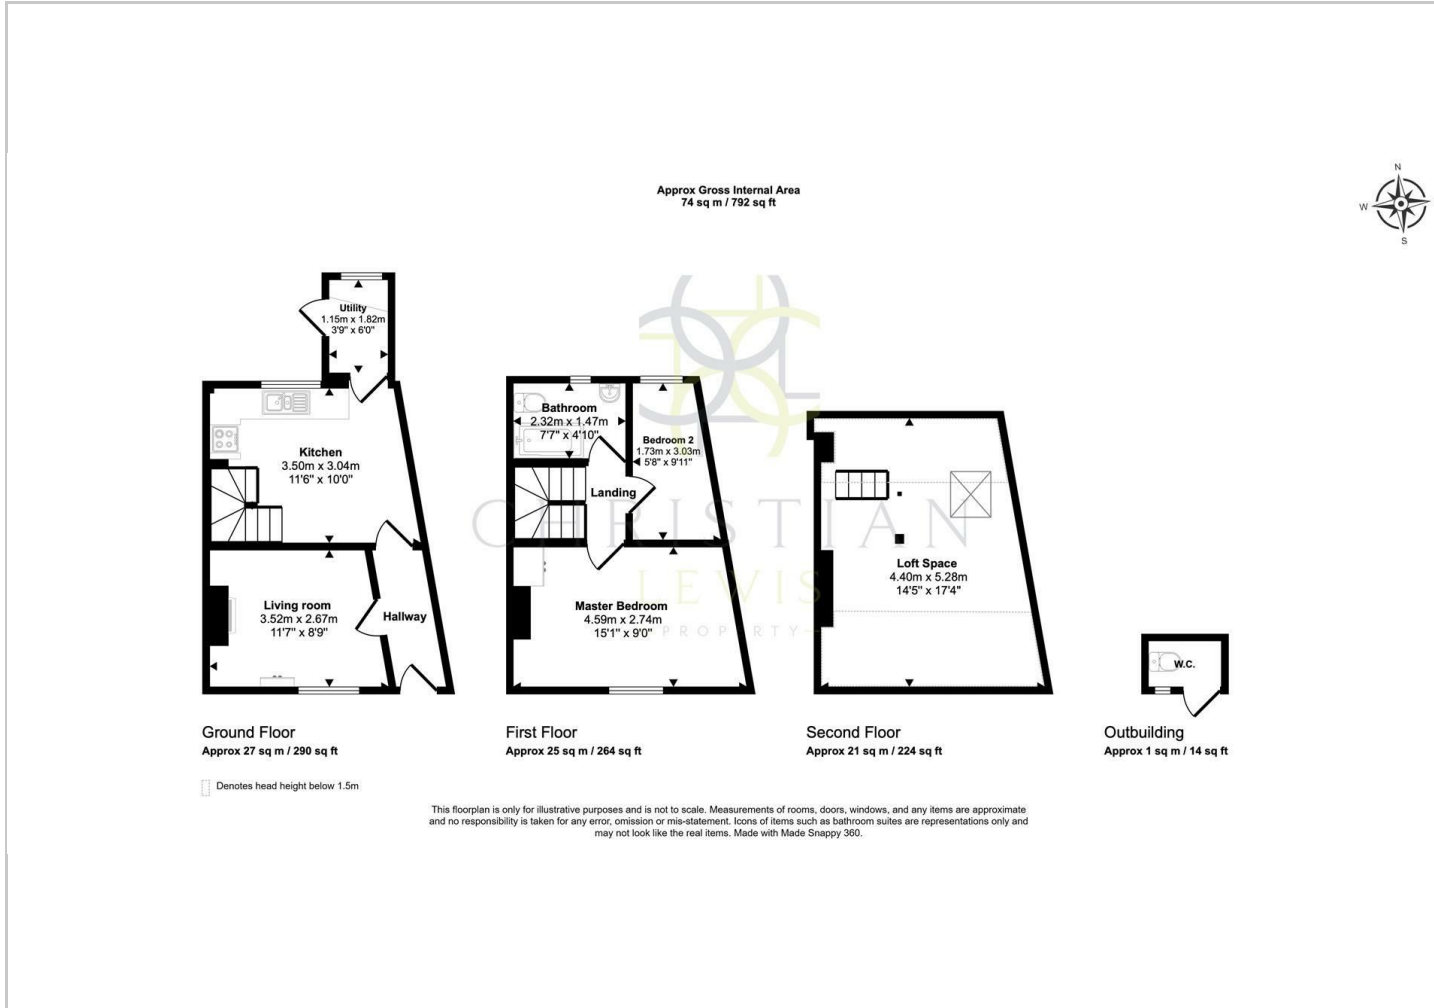 Approx Gross Internal Area
74 sq m / 792 sq ft
N
W
S
Utility
1.15m x 1.82m
3'9" x 6'0"
Kitchen
3.50m x 3.04m
11'6" x 10'0"
Living room
3.52m x 2.67m
11'7" x 8'9"
Hallway
Ground Floor
Approx 27 sq m / 290 sq ft
Denotes head height below 1.5m
Bathroom
2.32m x 1.47m
7'7" x 4'10"
Bedroom 2
1.73m x 3.03m
5'8" x 9'11"
Landing
Master Bedroom
4.59m x 2.74m
15'1" x 9'0"
First Floor
Approx 25 sq m / 264 sq ft
CHRISTIAN
LEWIS
PROPERTY
Loft Space
4.40m x 5.28m
14'5" x 17'4"
Second Floor
Approx 21 sq m / 224 sq ft
W.C.
Outbuilding
Approx 1 sq m / 14 sq ft
This floorplan is only for illustrative purposes and is not to scale. Measurements of rooms, doors, windows, and any items are approximate
and no responsibility is taken for any error, omission or mis-statement. Icons of items such as bathroom suites are representations only and
may not look like the real items. Made with Made Snappy 360.